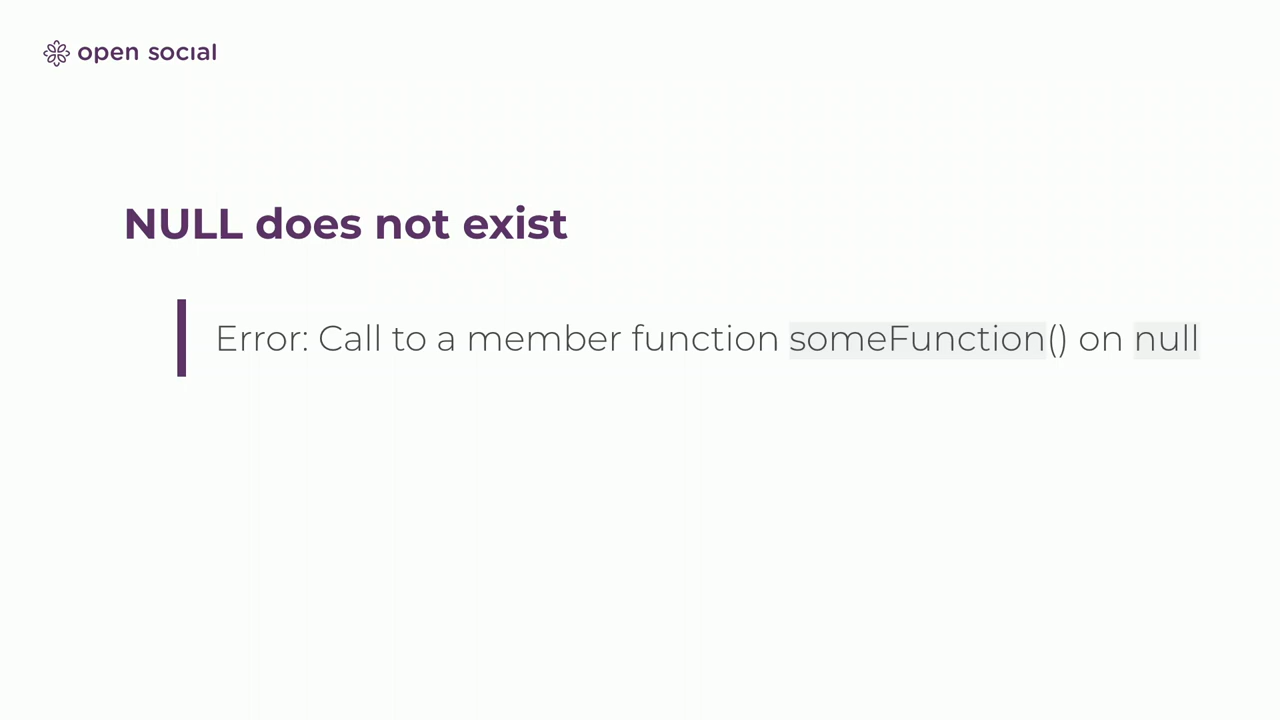 open social
NULL does not exist
Error: Call to a member function someFunction() on null